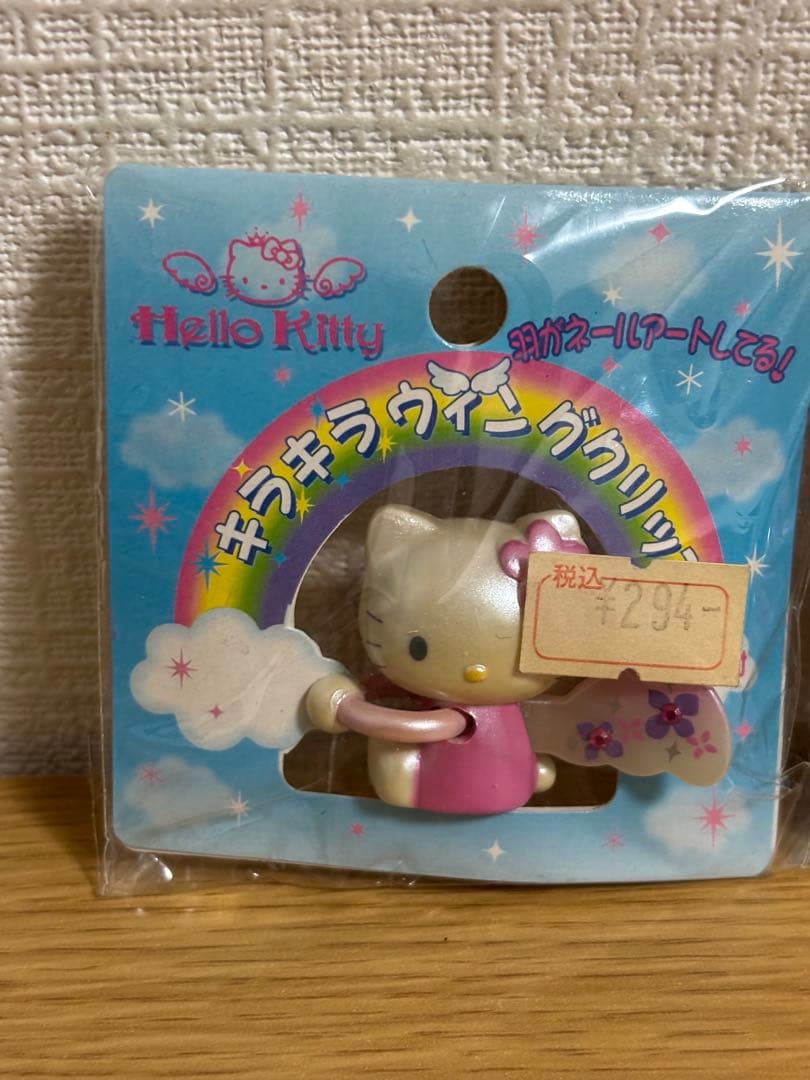 Hello Kitty
羽がネールアートしてる!
キラキラウィングクリップ
税込
¥294-